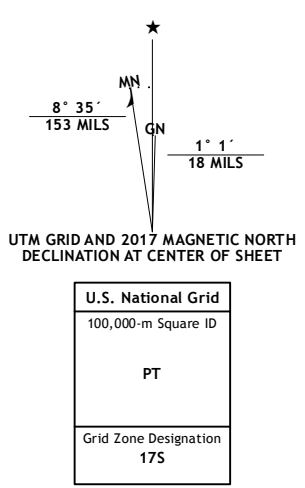 MN
8° 35´
153 MILS
GN
1° 1´
18 MILS
UTM GRID AND 2017 MAGNETIC NORTH
DECLINATION AT CENTER OF SHEET
U.S. National Grid
100,000-m Square ID
PT
Grid Zone Designation
17S